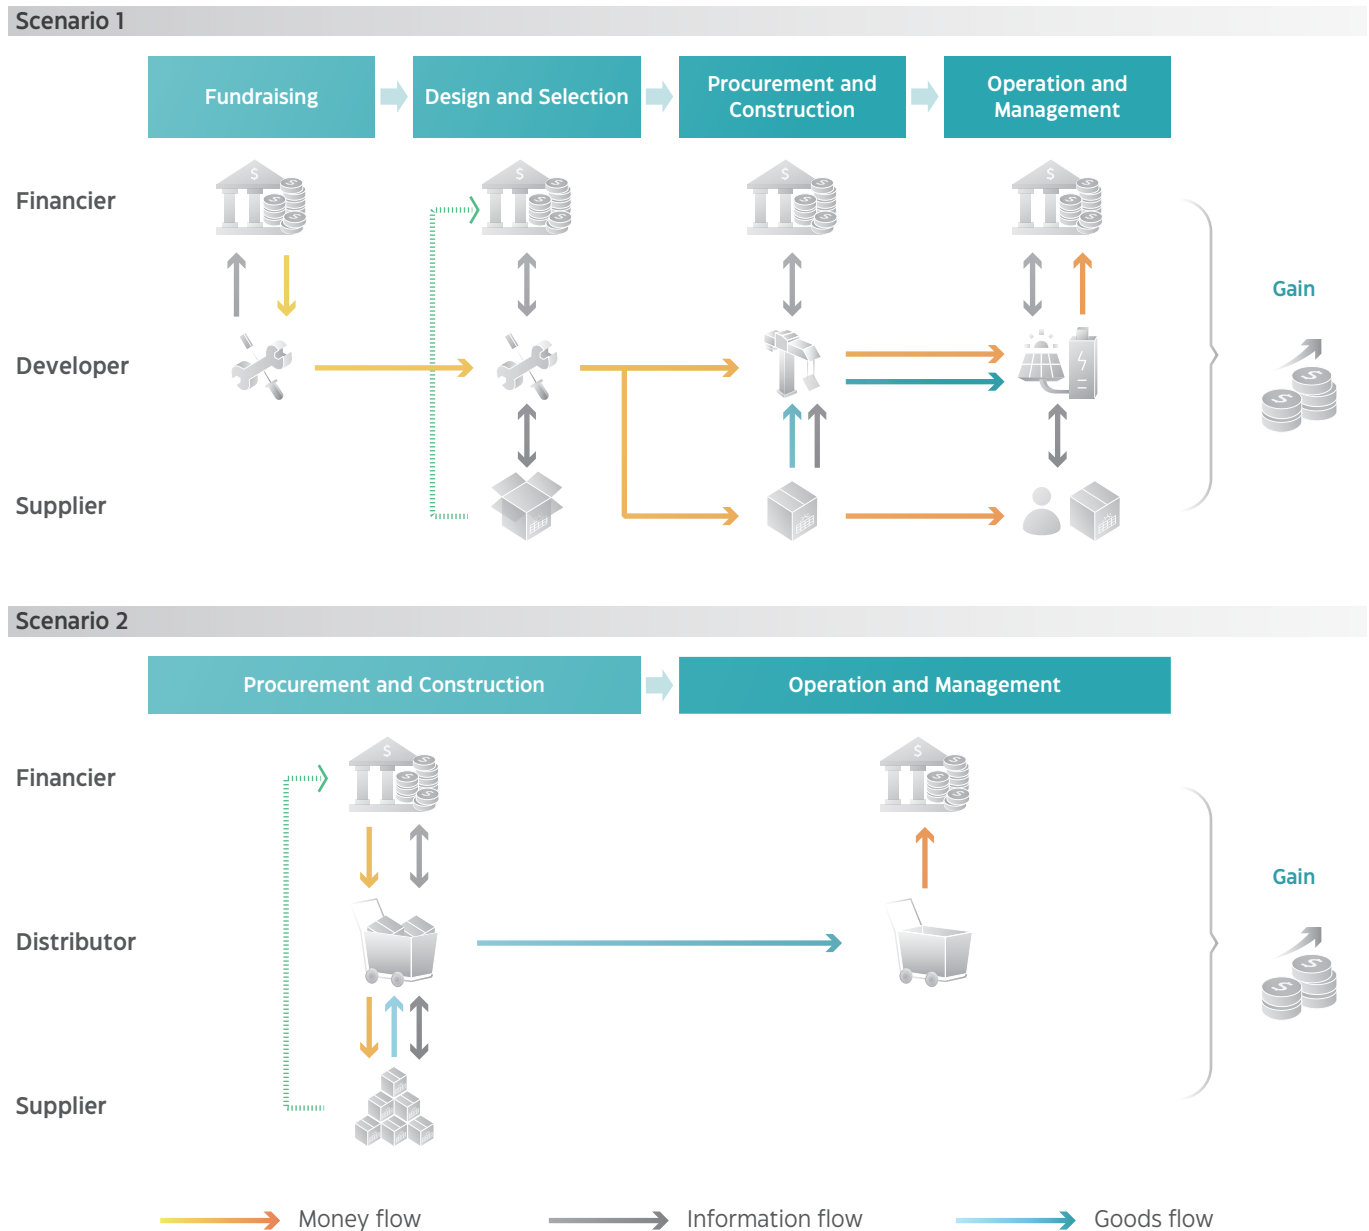 Scenario 1
Fundraising
Design and Selection
Procurement and
Construction
Operation and
Management
Financier
Developer
Supplier
Gain
Scenario 2
Procurement and Construction
Operation and Management
Financier
Distributor
Supplier
Gain
Money flow
Information flow
Goods flow